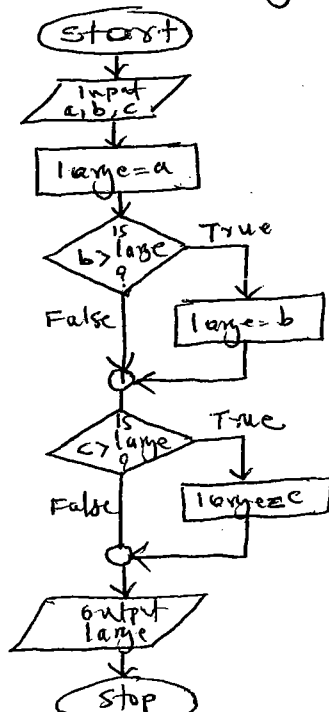 Start
Input
a, b, c
large = a
is
b > large
?
True
False
large = b
is
c > large
?
True
False
large = c
output
large
Stop